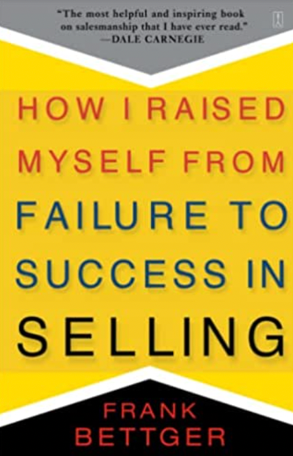 "The most helpful and inspiring book
on salesmanship that I have ever read."
—DALE CARNEGIE
HOW I RAISED
MYSELF FROM
FAILURE TO
SUCCESS IN
SELLING
FRANK
BETTGER